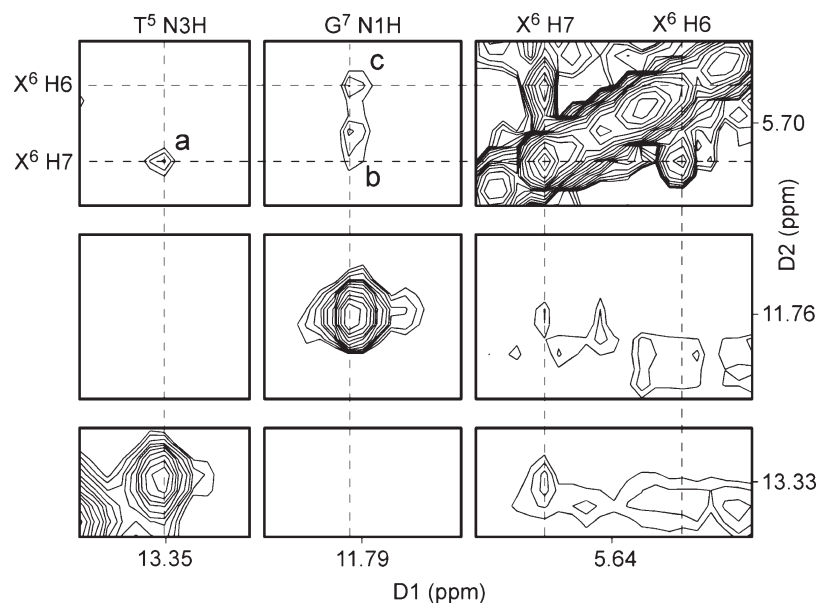 T⁵ N3H G⁷ N1H X⁶ H7 X⁶ H6
X⁶ H6
c
5.70
a
X⁶ H7
b
D2 (ppm)
11.76
13.33
13.35 11.79 5.64
D1 (ppm)